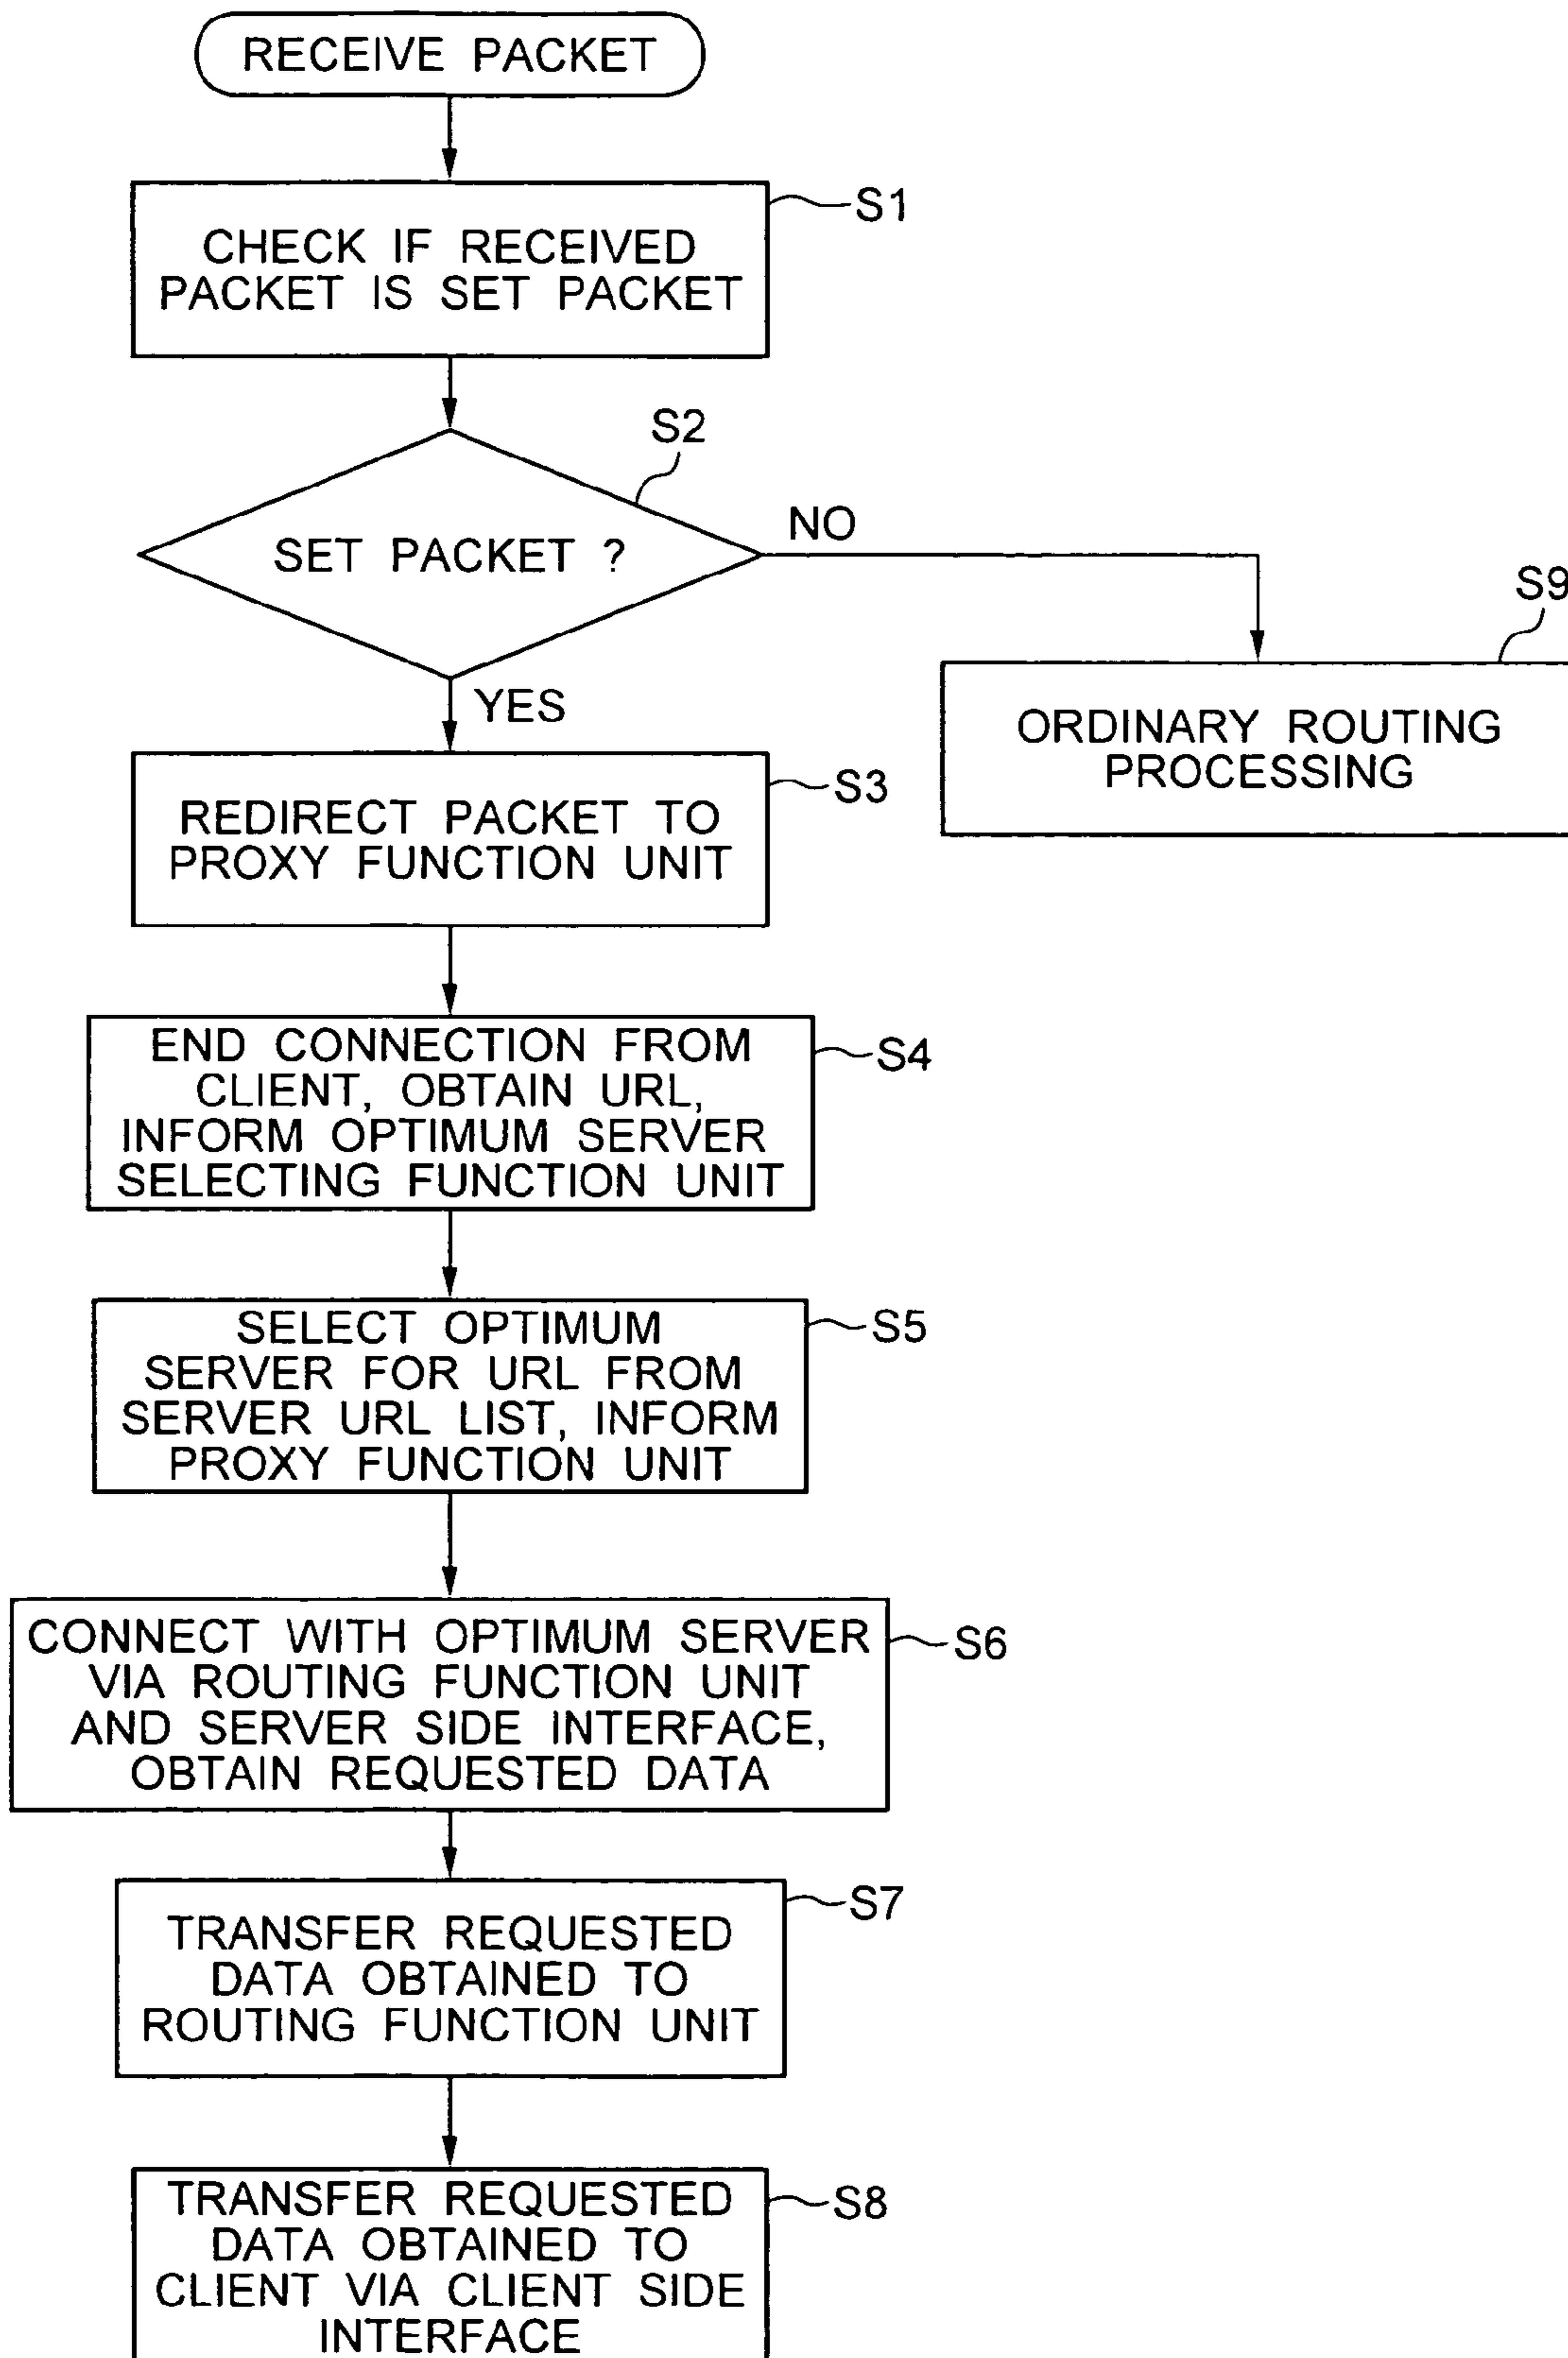 RECEIVE PACKET
S1
CHECK IF RECEIVED
PACKET IS SET PACKET
S2
SET PACKET ?
NO
YES
S9
ORDINARY ROUTING
PROCESSING
S3
REDIRECT PACKET TO
PROXY FUNCTION UNIT
S4
END CONNECTION FROM
CLIENT, OBTAIN URL,
INFORM OPTIMUM SERVER
SELECTING FUNCTION UNIT
S5
SELECT OPTIMUM
SERVER FOR URL FROM
SERVER URL LIST, INFORM
PROXY FUNCTION UNIT
S6
CONNECT WITH OPTIMUM SERVER
VIA ROUTING FUNCTION UNIT
AND SERVER SIDE INTERFACE,
OBTAIN REQUESTED DATA
S7
TRANSFER REQUESTED
DATA OBTAINED TO
ROUTING FUNCTION UNIT
S8
TRANSFER REQUESTED
DATA OBTAINED TO
CLIENT VIA CLIENT SIDE
INTERFACE